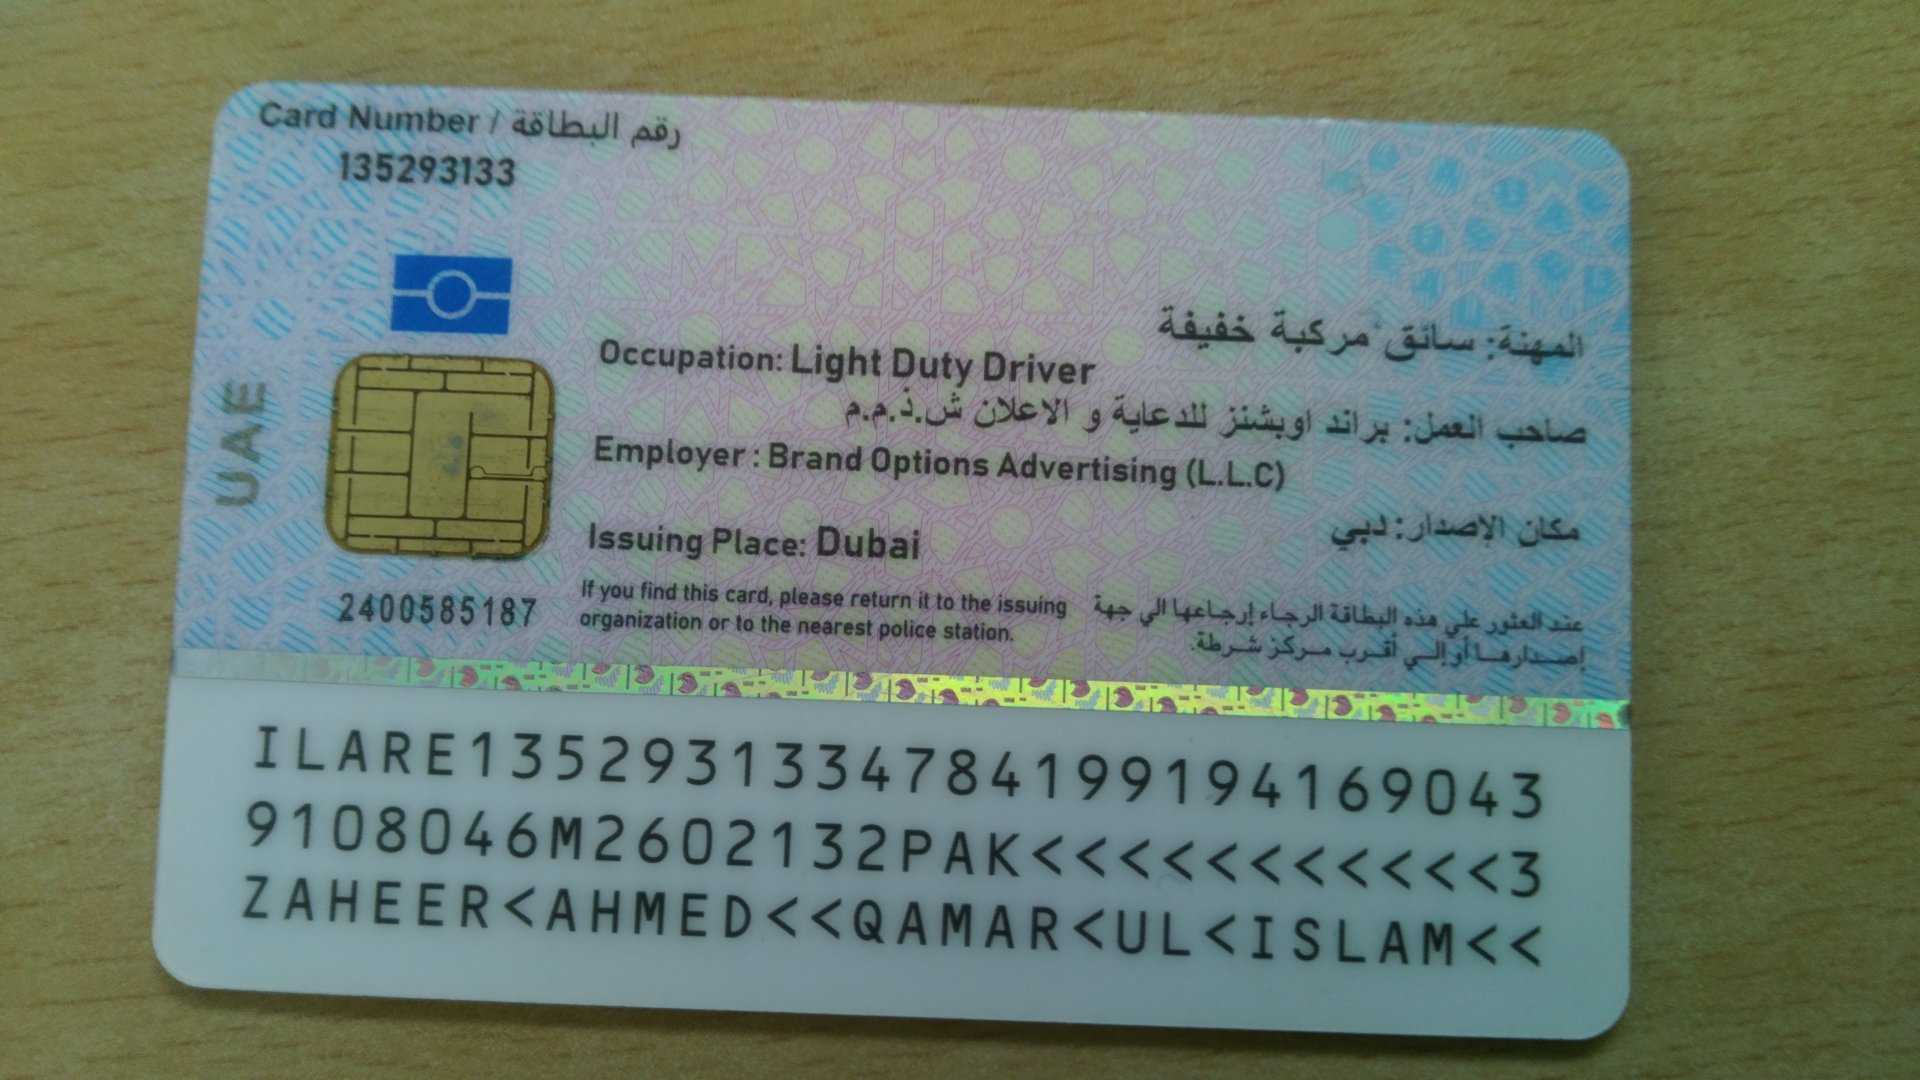 Card Number / رقم البطاقة
135293133
UAE
المهنة: سائق مركبة خفيفة
Occupation: Light Duty Driver
صاحب العمل: براند اوبشنز للدعاية و الاعلان ش.ذ.م.م
Employer : Brand Options Advertising (L.L.C)
مكان الإصدار: دبي
Issuing Place: Dubai
2400585187
If you find this card, please return it to the issuing
organization or to the nearest police station.
عند العثور علي هذه البطاقة الرجاء إرجاعها الي جهة
إصدارها أوإلي أقرب مركز شرطة.
ILARE1352931334784199194169043
9108046M2602132PAK<<<<<<<<<<<3
ZAHEER<AHMED<<QAMAR<UL<ISLAM<<